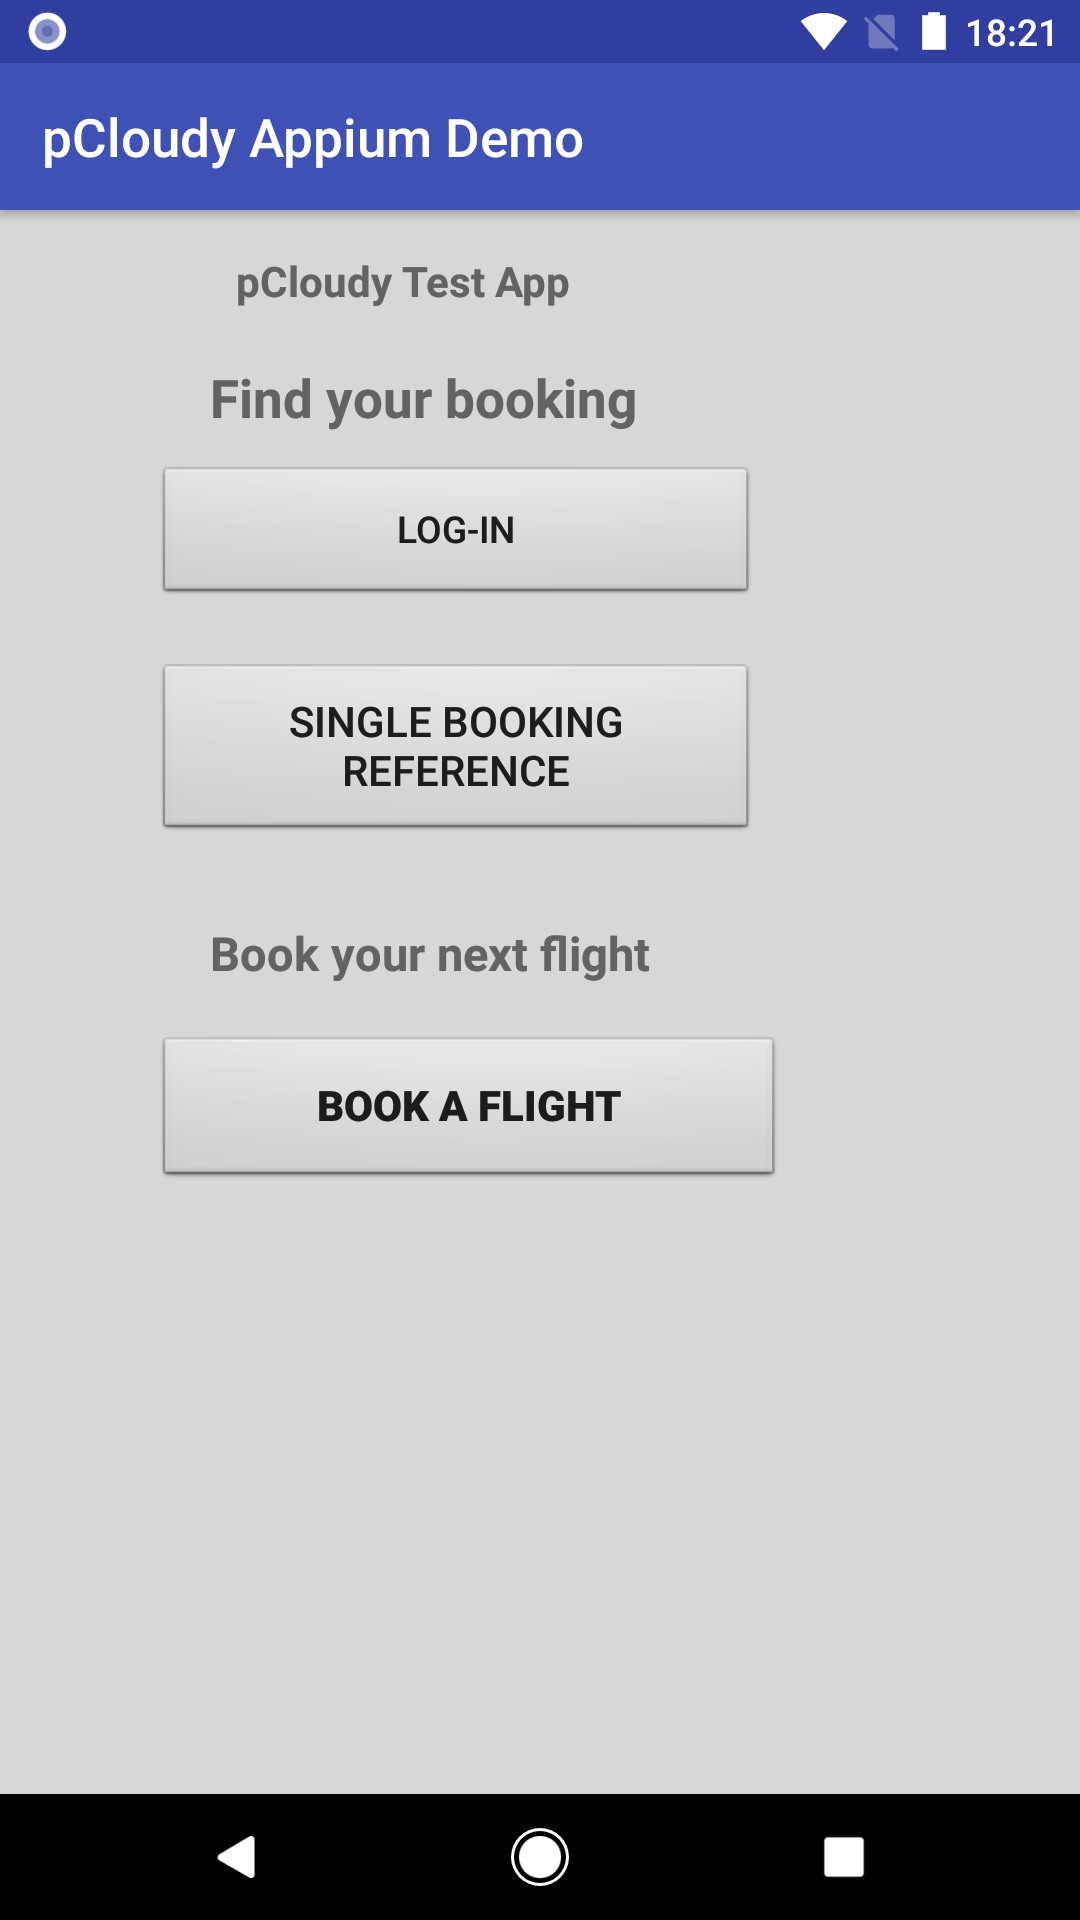 18:21
pCloudy Appium Demo
pCloudy Test App
Find your booking
LOG-IN
SINGLE BOOKING
REFERENCE
Book your next flight
BOOK A FLIGHT